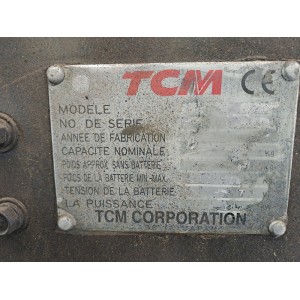 TCM CE
MODELE
NO. DE SERIE
ANNEE DE FABRICATION
CAPACITE NOMINALE
POIDS APPROX. SANS BATTERIE
POIDS DE LA BATTERIE MIN.-MAX.
TENSION DE LA BATTERIE
LA PUISSANCE
TCM CORPORATION